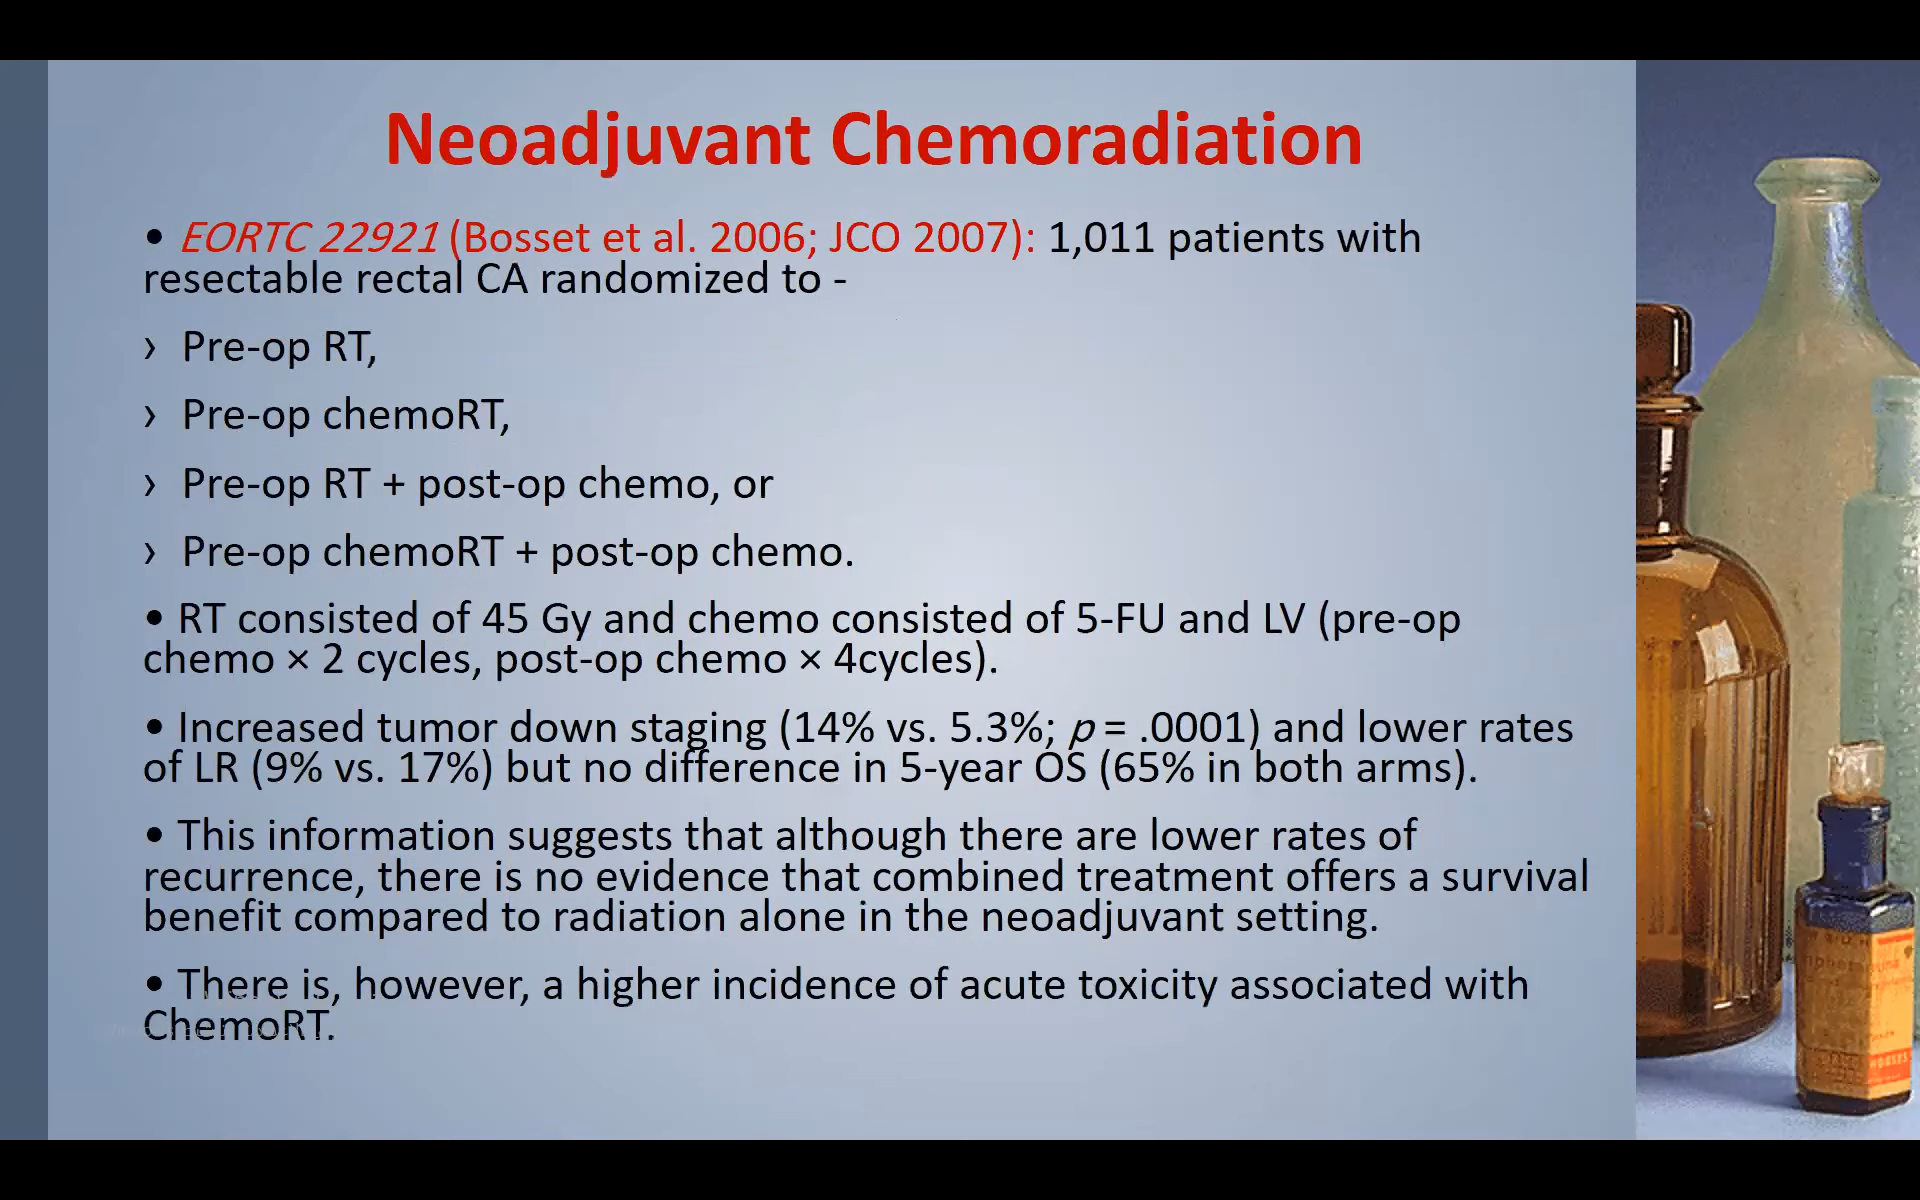 Neoadjuvant Chemoradiation
• EORTC 22921 (Bosset et al. 2006; JCO 2007): 1,011 patients with
resectable rectal CA randomized to -
› Pre-op RT,
› Pre-op chemoRT,
› Pre-op RT + post-op chemo, or
› Pre-op chemoRT + post-op chemo.
• RT consisted of 45 Gy and chemo consisted of 5-FU and LV (pre-op
chemo × 2 cycles, post-op chemo × 4cycles).
• Increased tumor down staging (14% vs. 5.3%; p = .0001) and lower rates
of LR (9% vs. 17%) but no difference in 5-year OS (65% in both arms).
• This information suggests that although there are lower rates of
recurrence, there is no evidence that combined treatment offers a survival
benefit compared to radiation alone in the neoadjuvant setting.
• There is, however, a higher incidence of acute toxicity associated with
ChemoRT.